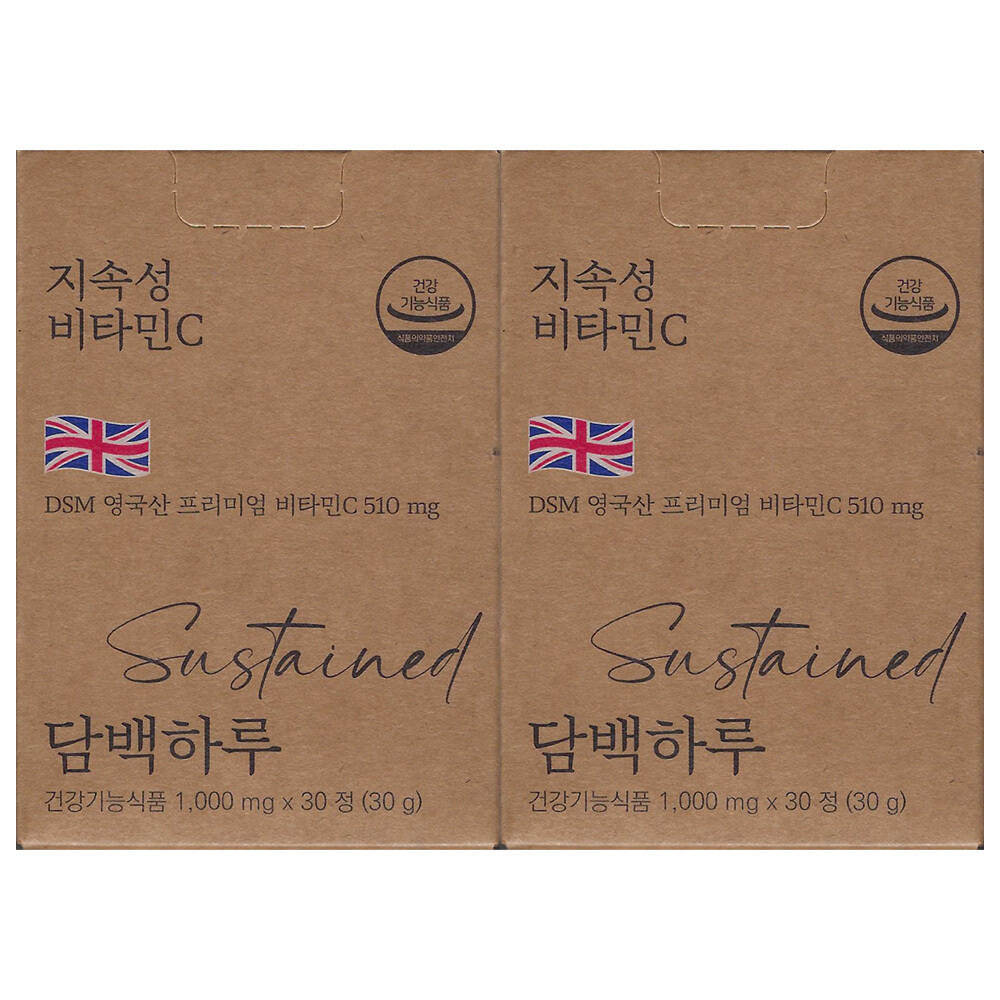 지속성
비타민C
건강
기능식품
식품의약품안전처
DSM 영국산 프리미엄 비타민C 510 mg
Sustained
담백하루
건강기능식품 1,000 mg x 30 정 (30 g)
지속성
비타민C
건강
기능식품
식품의약품안전처
DSM 영국산 프리미엄 비타민C 510 mg
Sustained
담백하루
건강기능식품 1,000 mg x 30 정 (30 g)